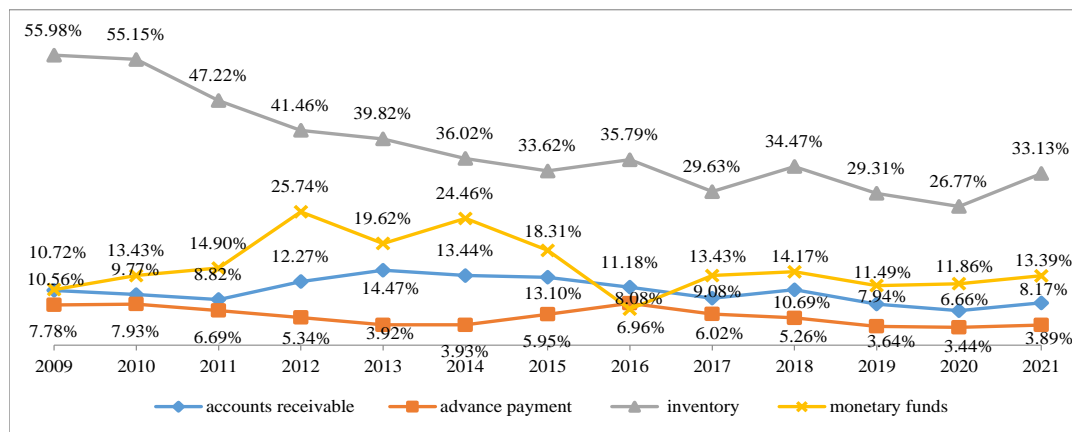 55.98% 55.15% 47.22% 41.46% 39.82% 36.02% 33.62% 35.79% 29.63% 34.47% 29.31% 26.77% 33.13%
10.72% 13.43% 14.90% 25.74% 19.62% 24.46% 18.31% 6.96% 13.43% 14.17% 11.49% 11.86% 13.39%
10.56% 9.77% 8.82% 12.27% 14.47% 13.44% 13.10% 11.18% 9.08% 10.69% 7.94% 6.66% 8.17%
7.78% 7.93% 6.69% 5.34% 3.92% 3.93% 5.95% 8.08% 6.02% 5.26% 3.64% 3.44% 3.89%
2009 2010 2011 2012 2013 2014 2015 2016 2017 2018 2019 2020 2021
accounts receivable advance payment inventory monetary funds